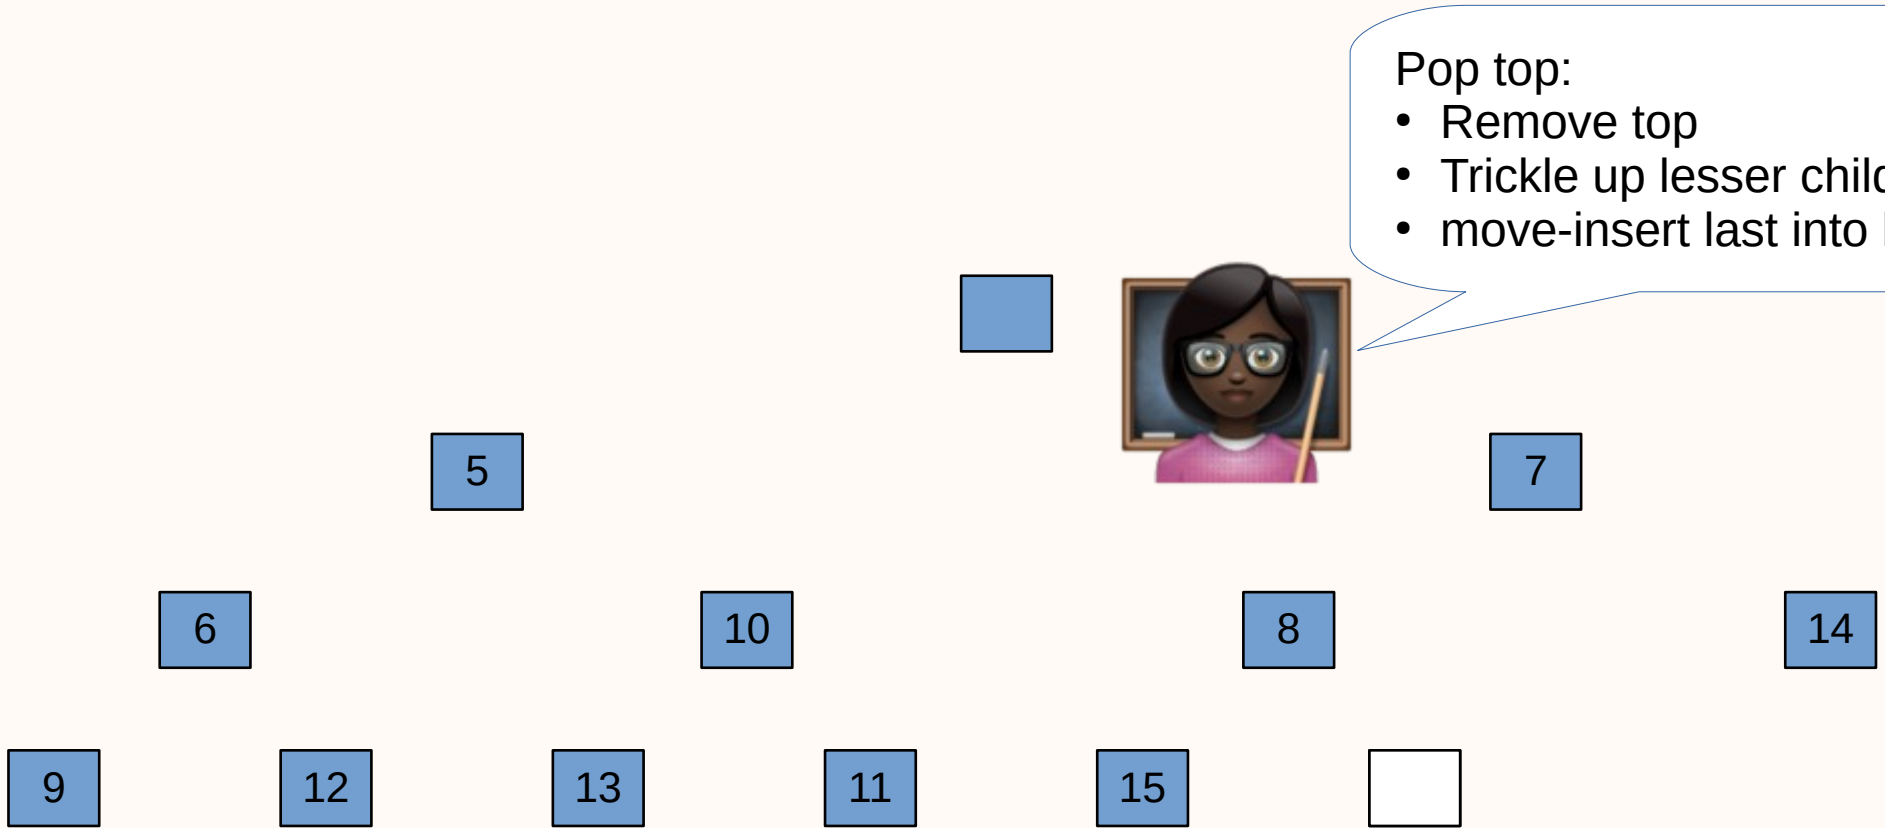 Pop top:
• Remove top
• Trickle up lesser child
• move-insert last into
5
7
6
10
8
14
9
12
13
11
15